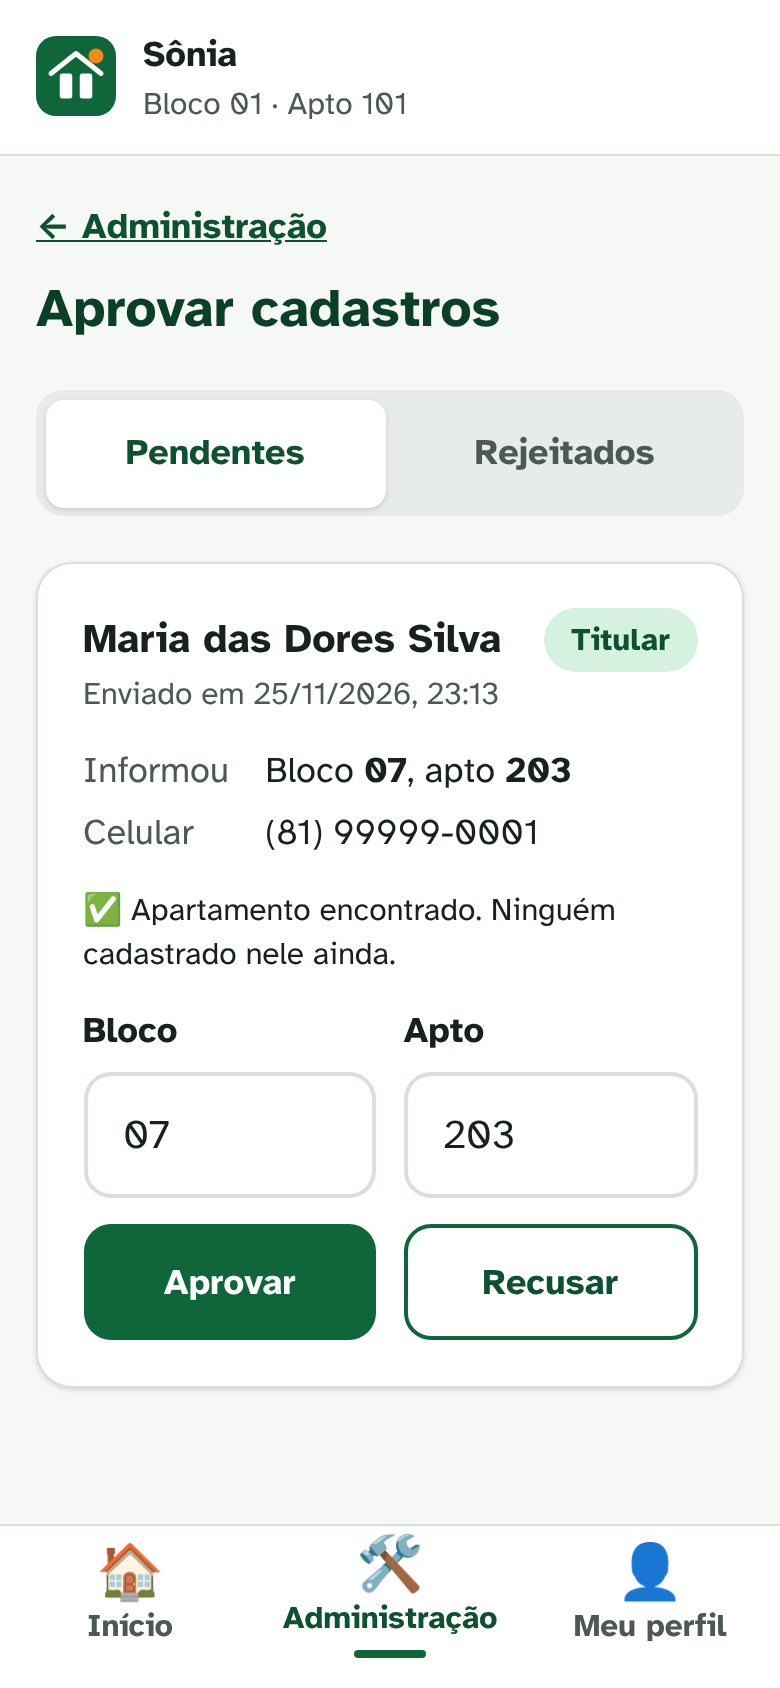 Sônia
Bloco 01 · Apto 101
← Administração
Aprovar cadastros
Pendentes
Rejeitados
Maria das Dores Silva
Titular
Enviado em 25/11/2026, 23:13
Informou Bloco 07, apto 203
Celular (81) 99999-0001
✅ Apartamento encontrado. Ninguém
cadastrado nele ainda.
Bloco
Apto
07
203
Aprovar
Recusar
Início
Administração
Meu perfil